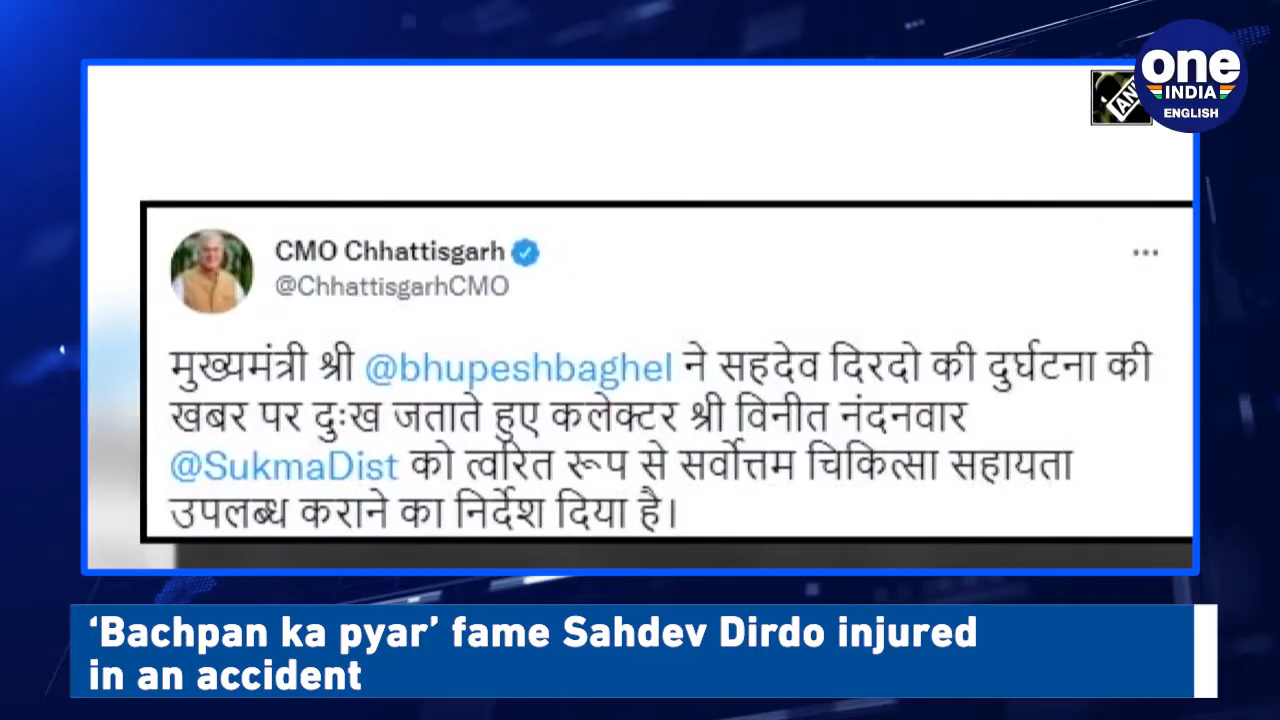 one
INDIA
ENGLISH
CMO Chhattisgarh
@ChhattisgarhCMO
मुख्यमंत्री श्री @bhupeshbaghel ने सहदेव दिरदो की दुर्घटना की
खबर पर दुःख जताते हुए कलेक्टर श्री विनीत नंदनवार
@SukmaDist को त्वरित रूप से सर्वोत्तम चिकित्सा सहायता
उपलब्ध कराने का निर्देश दिया है।
‘Bachpan ka pyar’ fame Sahdev Dirdo injured
in an accident